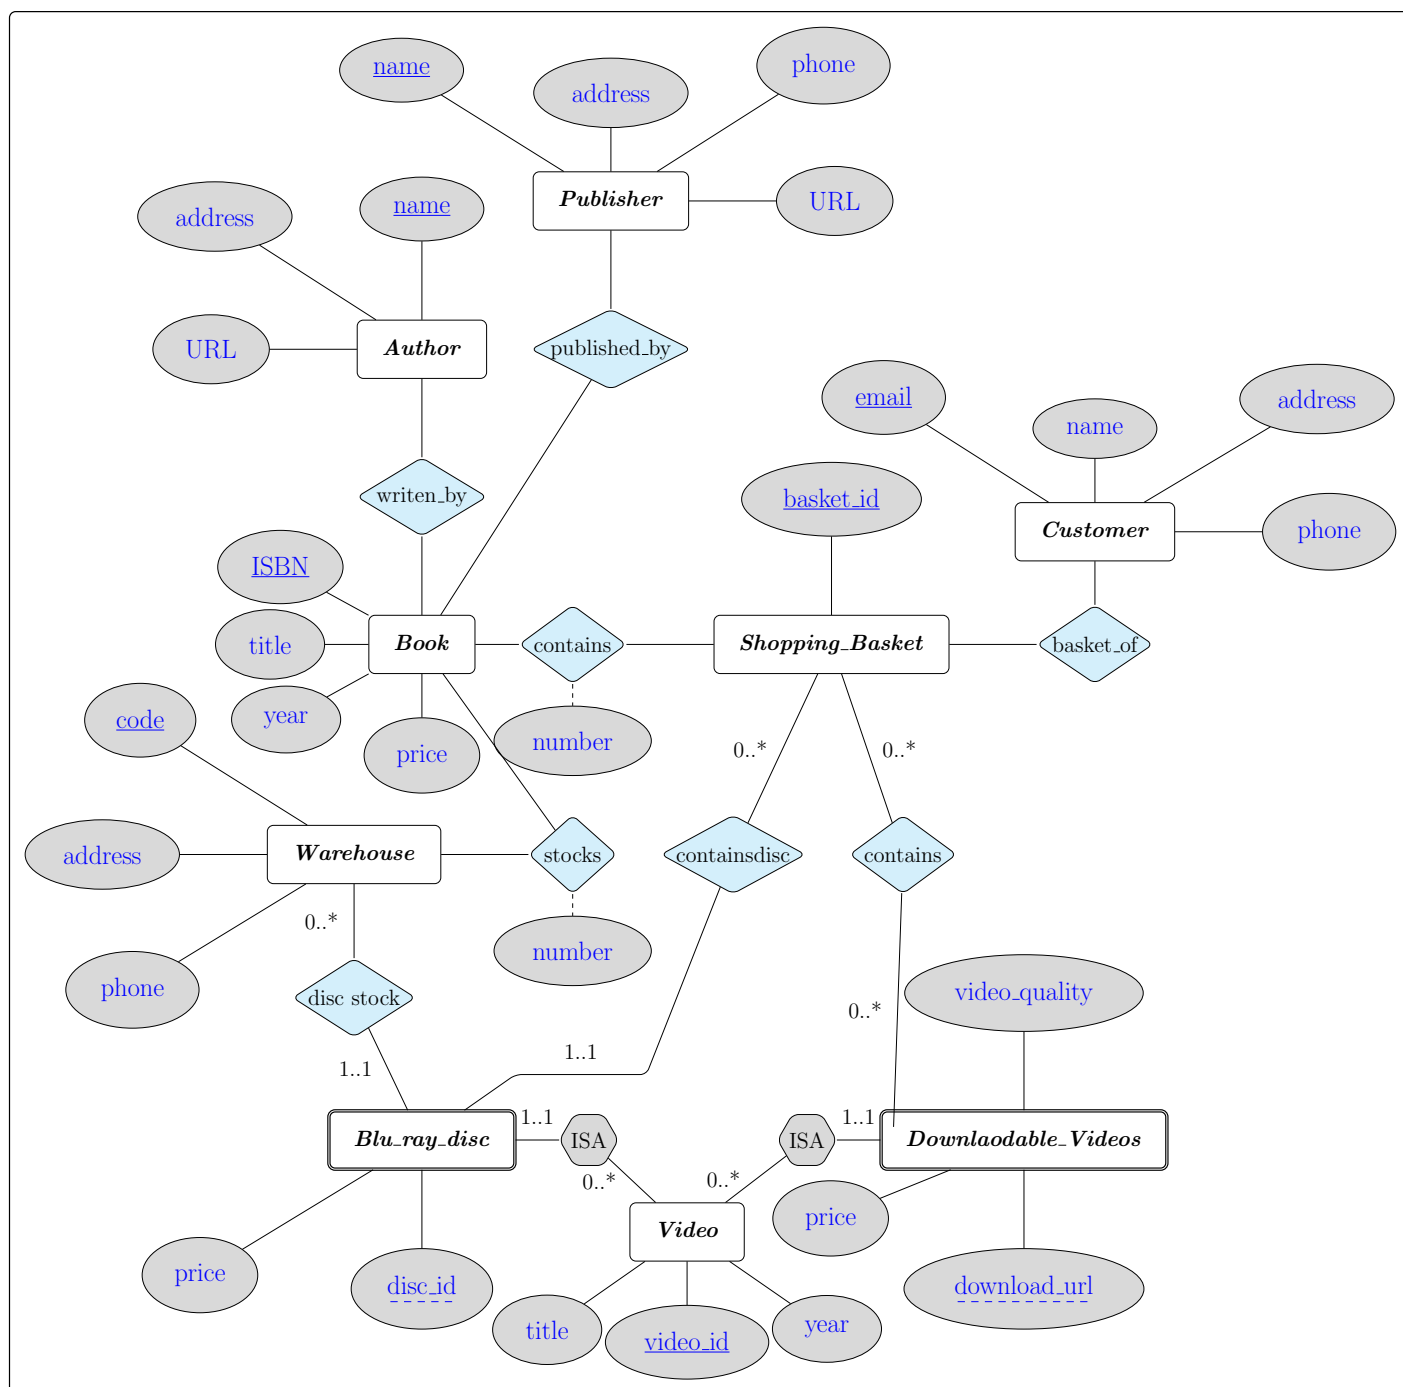 name
address
phone
Publisher
URL
address
name
URL
Author
published_by
email
name
address
writen_by
basket_id
Customer
phone
ISBN
title
Book
contains
Shopping_Basket
basket_of
year
price
number
code
0..*
0..*
address
Warehouse
stocks
containsdisc
contains
0..*
number
phone
disc stock
video_quality
0..*
1..1
1..1
Blu_ray_disc
1..1
ISA
ISA
1..1
Downlaodable_Videos
0..*
0..*
price
Video
price
disc_id
download_url
title
video_id
year